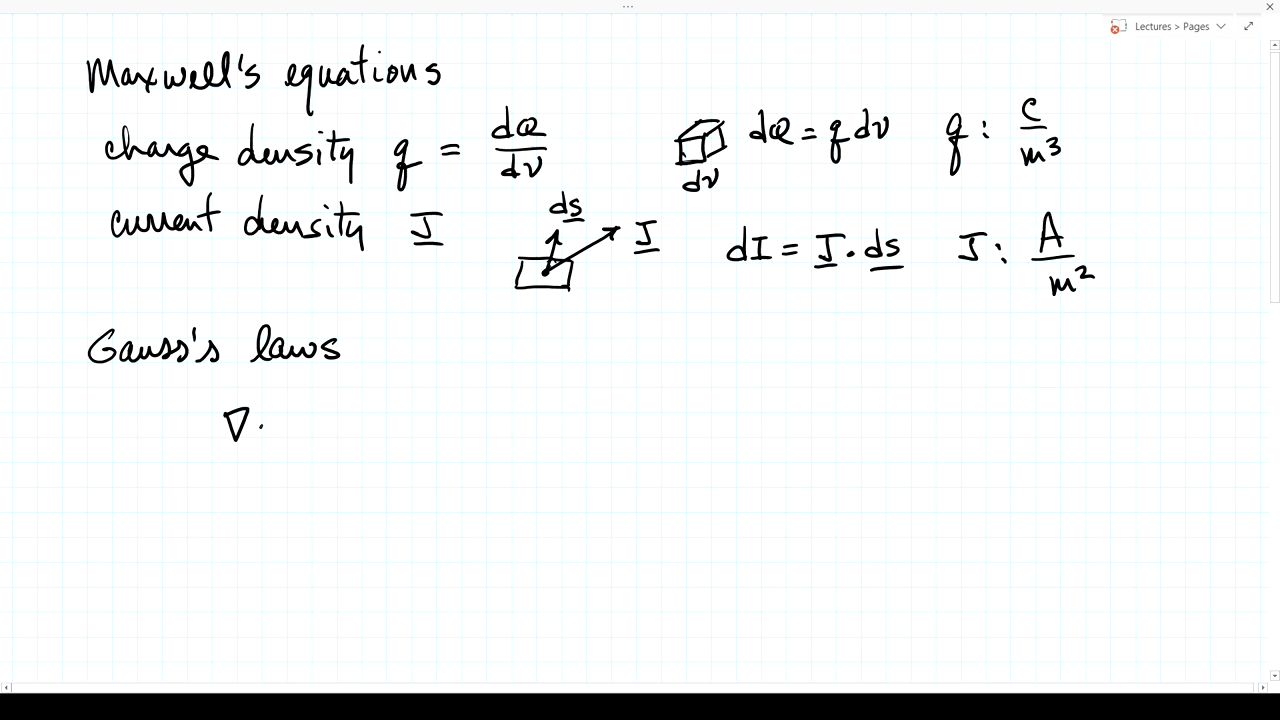 Lectures > Pages
Maxwell's equations
charge density q = dQ/dv   dv   dQ = q dv   q : C/m³
current density J   ds   J   dI = J · ds   J : A/m²
Gauss's laws
∇ ·